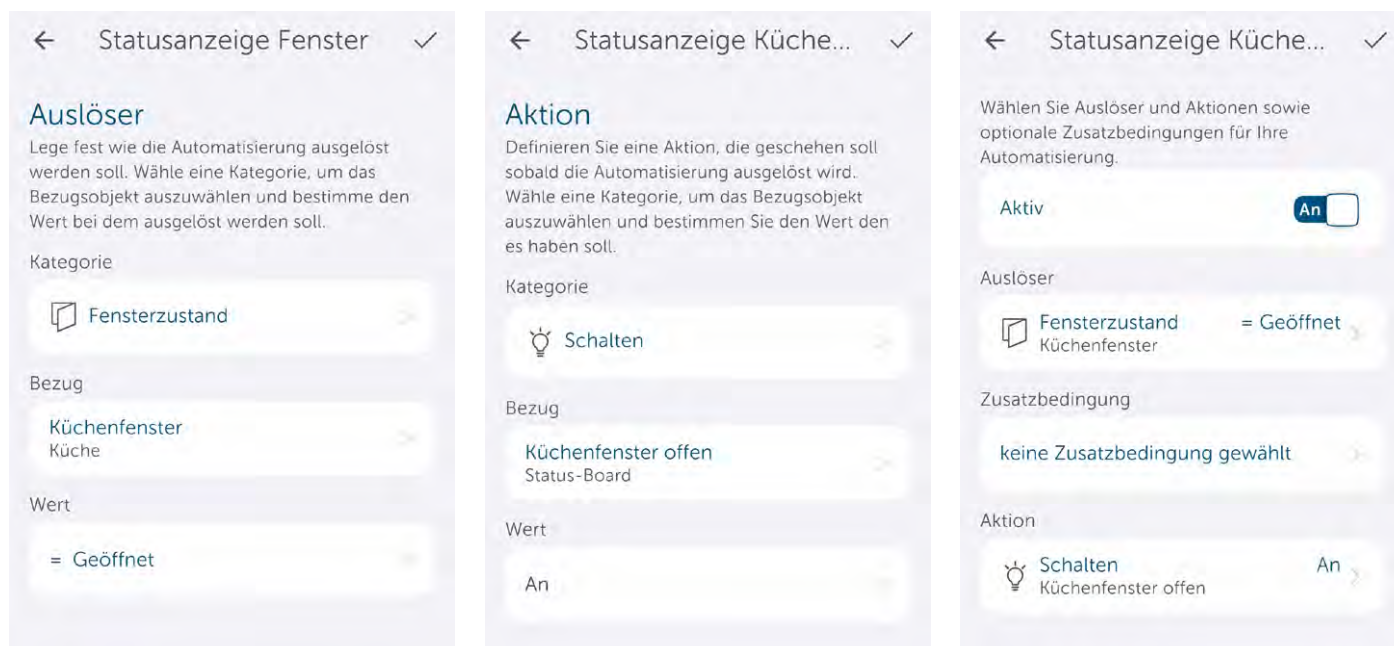 Statusanzeige Fenster
Auslöser
Lege fest wie die Automatisierung ausgelöst
werden soll. Wähle eine Kategorie, um das
Bezugsobjekt auszuwählen und bestimme den
Wert bei dem ausgelöst werden soll.
Kategorie
Fensterzustand
Bezug
Küchenfenster
Küche
Wert
= Geöffnet
Statusanzeige Küche...
Aktion
Definieren Sie eine Aktion, die geschehen soll
sobald die Automatisierung ausgelöst wird.
Wähle eine Kategorie, um das Bezugsobjekt
auszuwählen und bestimmen Sie den Wert den
es haben soll.
Kategorie
Schalten
Bezug
Küchenfenster offen
Status-Board
Wert
An
Statusanzeige Küche...
Wählen Sie Auslöser und Aktionen sowie
optionale Zusatzbedingungen für Ihre
Automatisierung.
Aktiv An
Auslöser
Fensterzustand = Geöffnet
Küchenfenster
Zusatzbedingung
keine Zusatzbedingung gewählt
Aktion
Schalten An
Küchenfenster offen